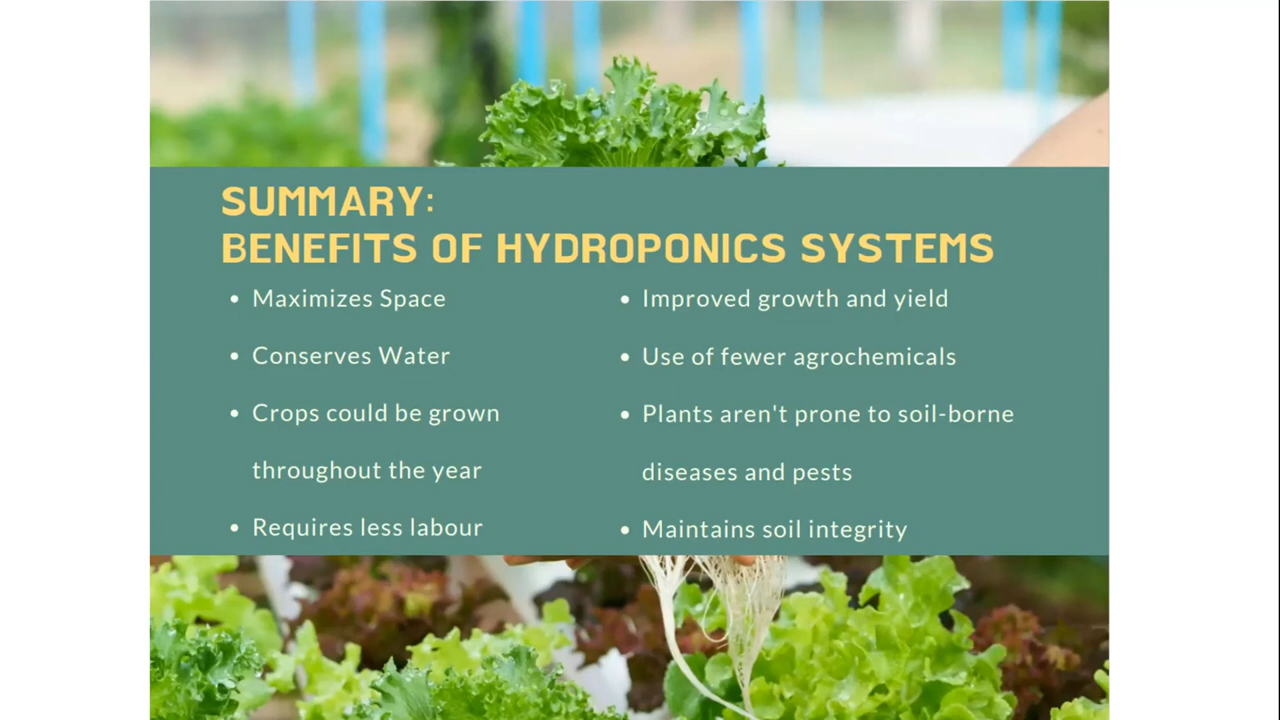 SUMMARY:
BENEFITS OF HYDROPONICS SYSTEMS
• Maximizes Space
• Conserves Water
• Crops could be grown
throughout the year
• Requires less labour
• Improved growth and yield
• Use of fewer agrochemicals
• Plants aren't prone to soil-borne
diseases and pests
• Maintains soil integrity